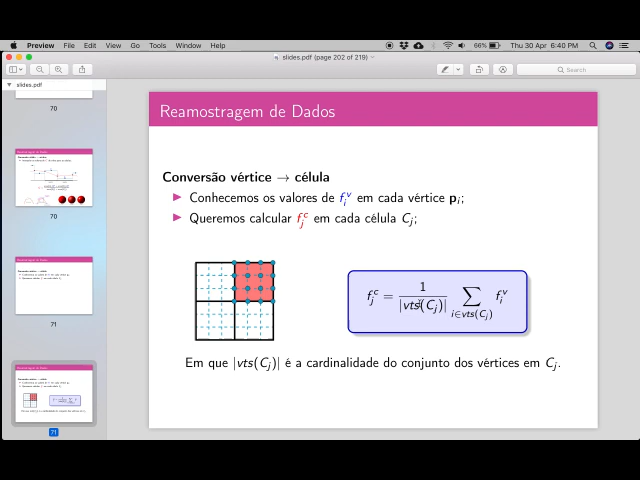 Preview File Edit View Go Tools Window Help
66% Thu 30 Apr 6:40 PM
slides.pdf (page 202 of 219)
Search
slides.pdf
70
70
71
71
Reamostragem de Dados
Conversão vértice → célula
Conhecemos os valores de f_i^v em cada vértice p_i;
Queremos calcular f_j^c em cada célula C_j;
f_j^c = 1/|vts(C_j)| ∑_{i∈vts(C_j)} f_i^v
Em que |vts(C_j)| é a cardinalidade do conjunto dos vértices em C_j.